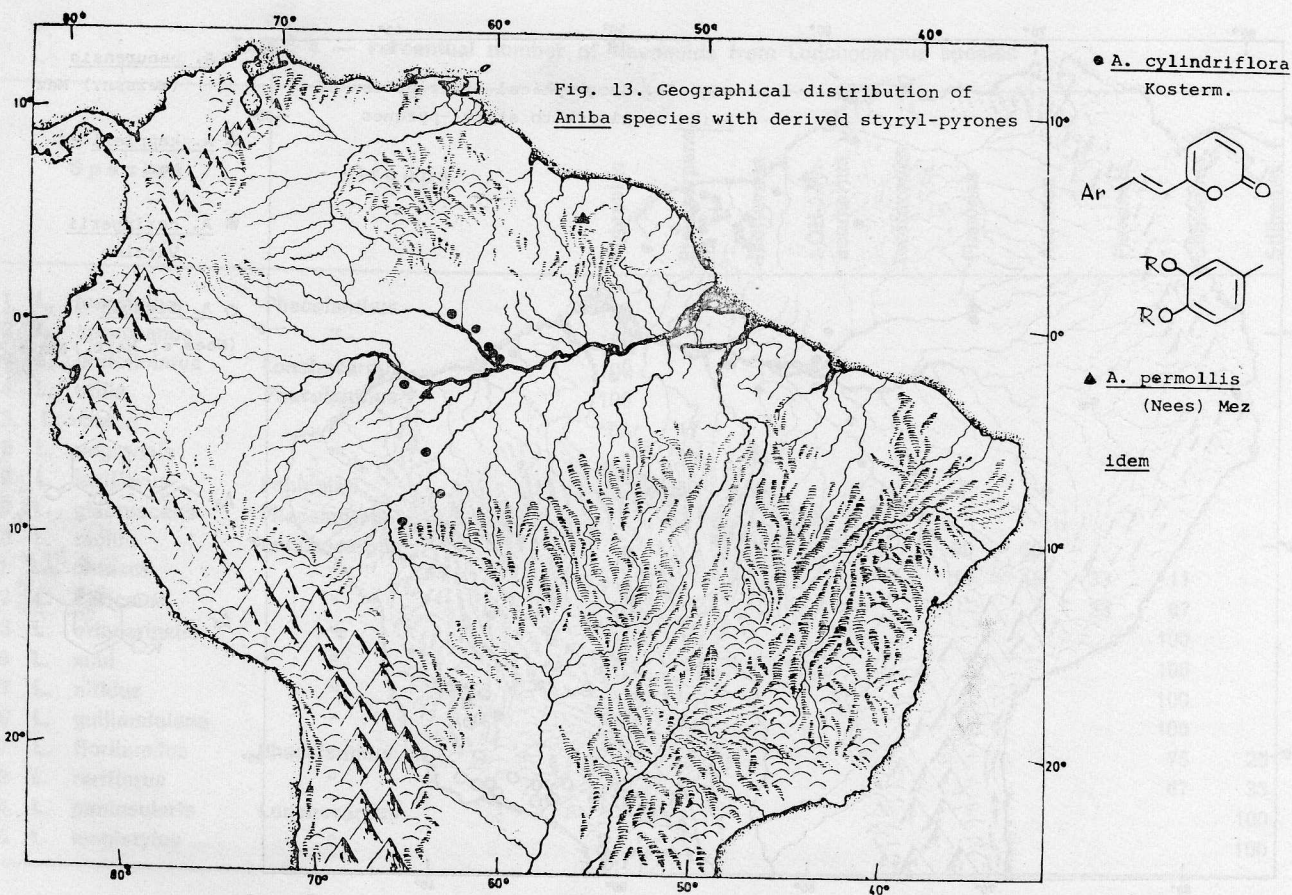 80° 70° 60° 50° 40°
Fig. 13. Geographical distribution of
Aniba species with derived styryl-pyrones
● A. cylindriflora
Kosterm.
Ar O O
RO
RO
▲ A. permollis
(Nees) Mez
idem
10° 10°
0° 0°
10° 10°
20° 20°
80° 70° 60° 50° 40°